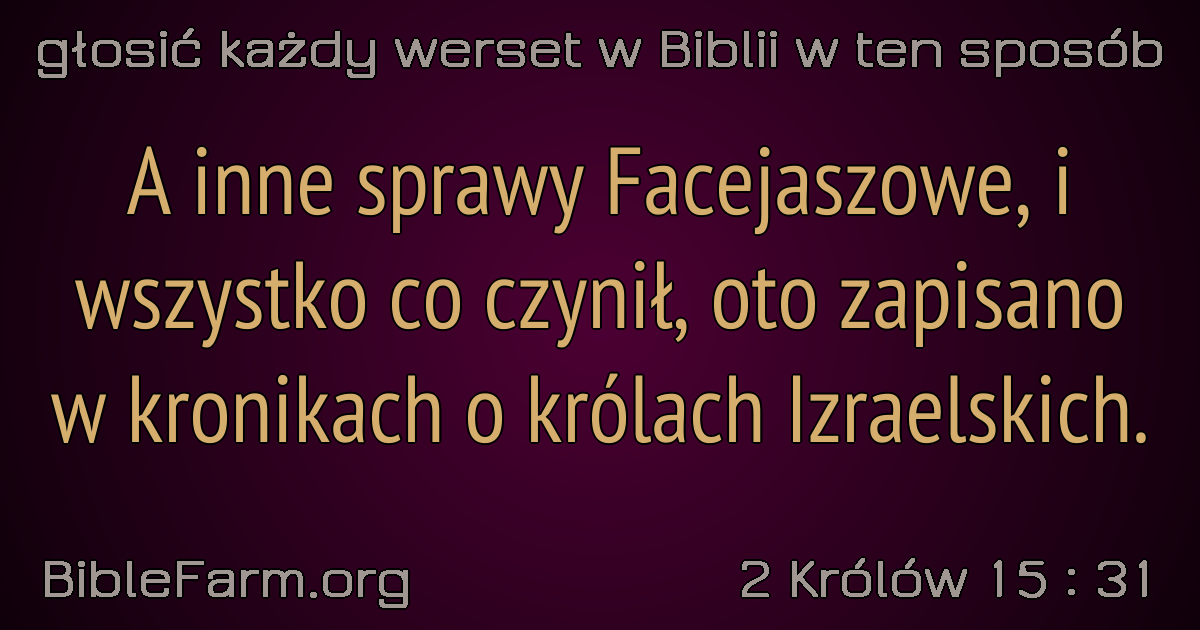 głosić każdy werset w Biblii w ten sposób
A inne sprawy Facejaszowe, i
wszystko co czynił, oto zapisano
w kronikach o królach Izraelskich.
BibleFarm.org
2 Królów 15 : 31